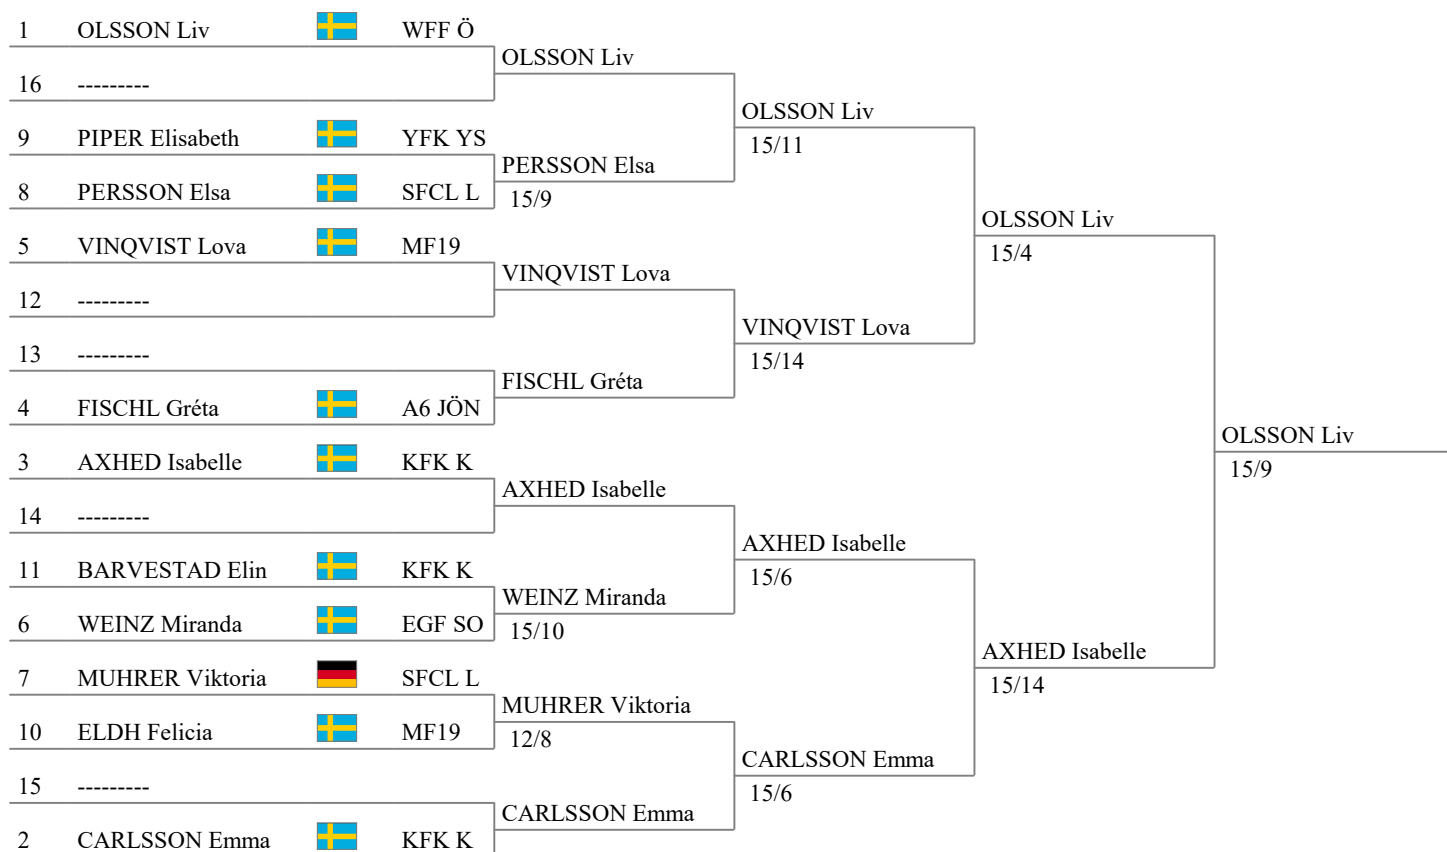 1 OLSSON Liv WFF Ö
OLSSON Liv
16 ---------
OLSSON Liv
15/11
9 PIPER Elisabeth YFK YS
PERSSON Elsa
15/9
8 PERSSON Elsa SFCL L
OLSSON Liv
15/4
5 VINQVIST Lova MF19
VINQVIST Lova
12 ---------
VINQVIST Lova
15/14
13 ---------
FISCHL Gréta
4 FISCHL Gréta A6 JÖN
OLSSON Liv
15/9
3 AXHED Isabelle KFK K
AXHED Isabelle
14 ---------
AXHED Isabelle
15/6
11 BARVESTAD Elin KFK K
WEINZ Miranda
15/10
6 WEINZ Miranda EGF SO
AXHED Isabelle
15/14
7 MUHRER Viktoria SFCL L
MUHRER Viktoria
12/8
10 ELDH Felicia MF19
CARLSSON Emma
15/6
15 ---------
CARLSSON Emma
2 CARLSSON Emma KFK K